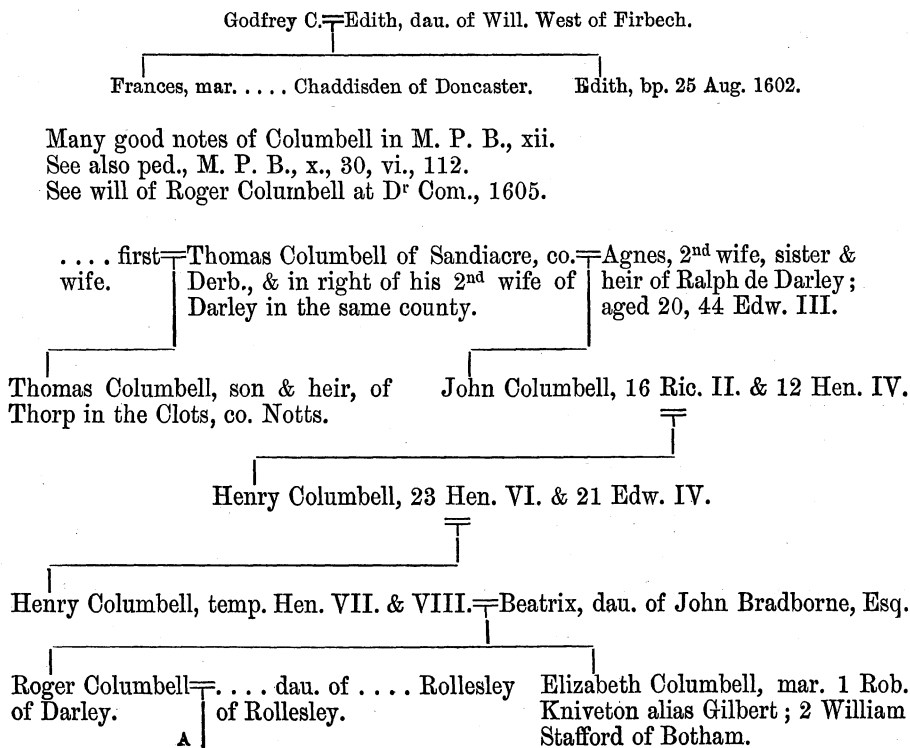 Godfrey C.=Edith, dau. of Will. West of Firbech.
Frances, mar. . . . . Chaddisden of Doncaster. Edith, bp. 25 Aug. 1602.
Many good notes of Columbell in M. P. B., xii.
See also ped., M. P. B., x., 30, vi., 112.
See will of Roger Columbell at Dʳ Com., 1605.
. . . . first=Thomas Columbell of Sandiacre, co.=Agnes, 2ⁿᵈ wife, sister &
wife. Derb., & in right of his 2ⁿᵈ wife of heir of Ralph de Darley;
Darley in the same county. aged 20, 44 Edw. III.
Thomas Columbell, son & heir, of John Columbell, 16 Ric. II. & 12 Hen. IV.
Thorp in the Clots, co. Notts.
Henry Columbell, 23 Hen. VI. & 21 Edw. IV.
Henry Columbell, temp. Hen. VII. & VIII.=Beatrix, dau. of John Bradborne, Esq.
Roger Columbell=. . . . dau. of . . . . Rollesley Elizabeth Columbell, mar. 1 Rob.
of Darley. of Rollesley. Kniveton alias Gilbert; 2 William
A Stafford of Botham.